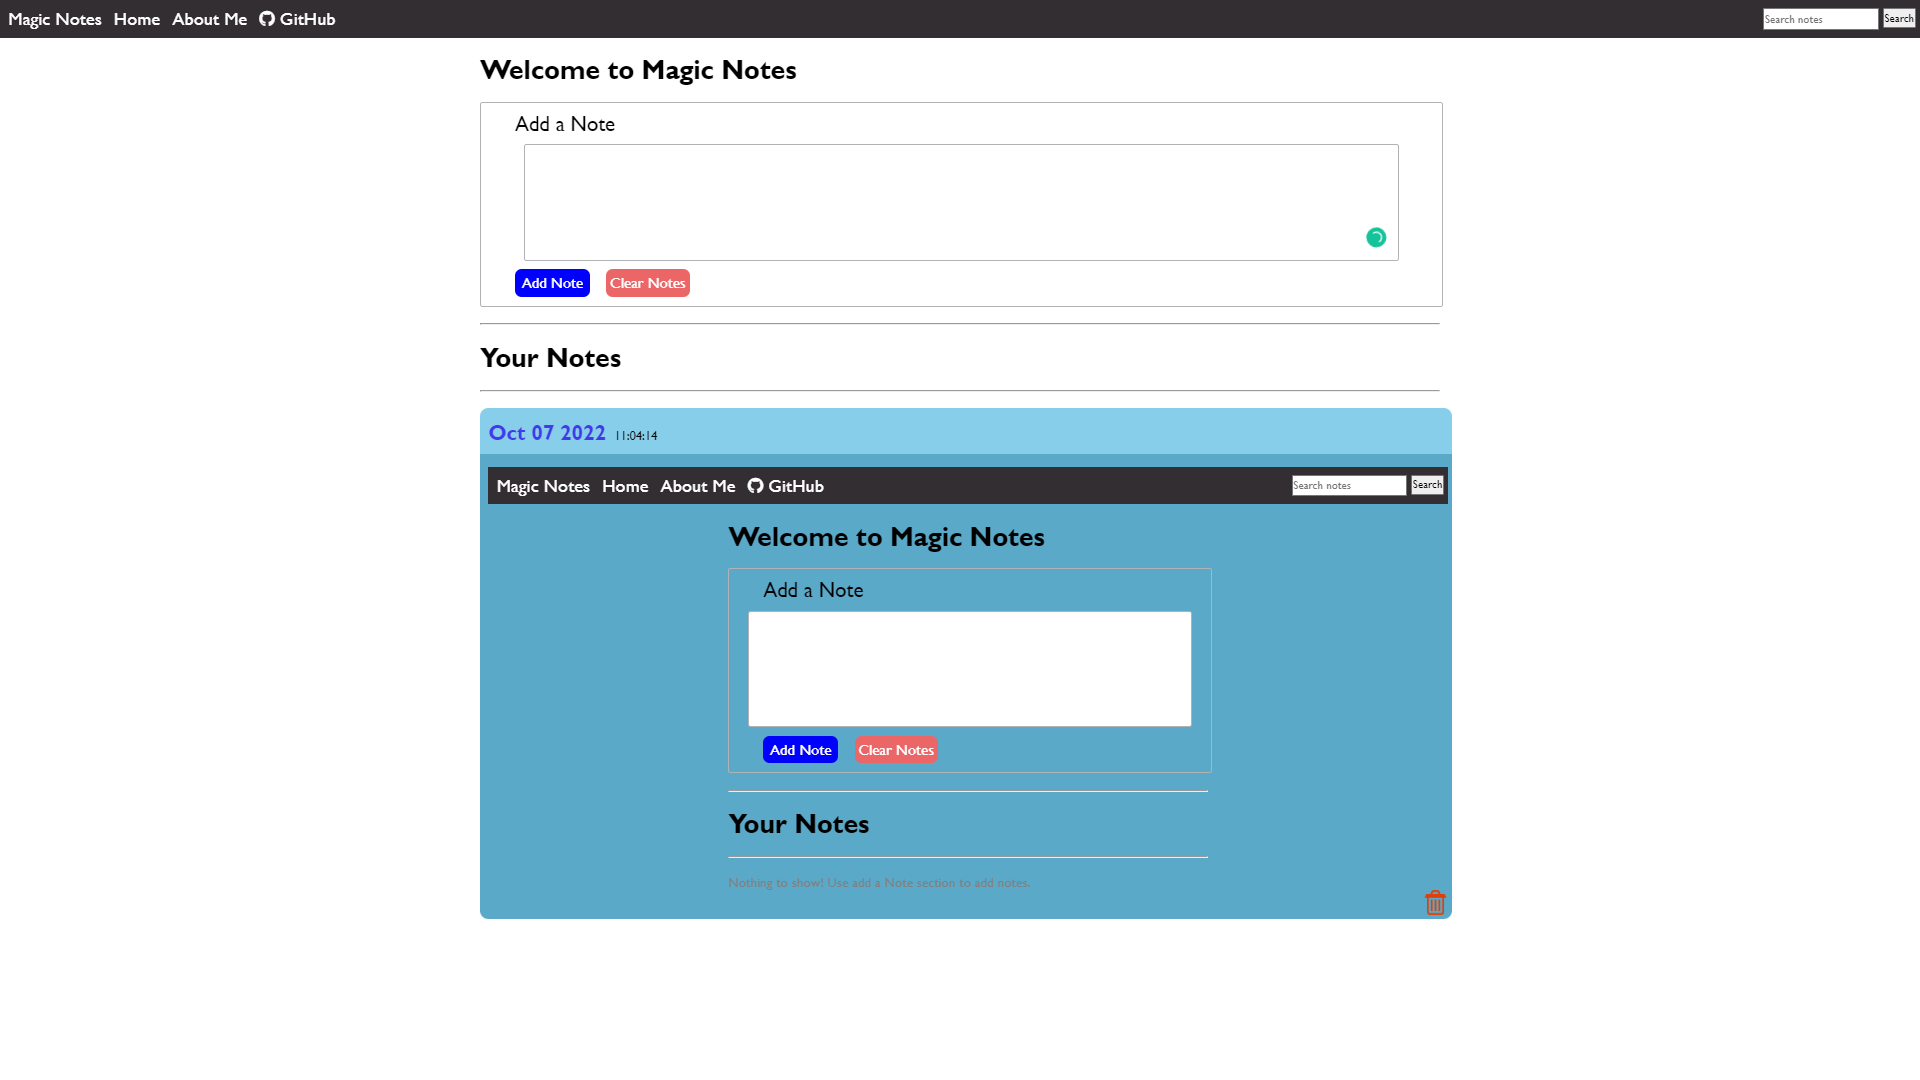 Magic Notes Home About Me GitHub Search notes Search
Welcome to Magic Notes
Add a Note
Add Note Clear Notes
Your Notes
Oct 07 2022 11:04:14
Magic Notes Home About Me GitHub Search notes Search
Welcome to Magic Notes
Add a Note
Add Note Clear Notes
Your Notes
Nothing to show! Use add a Note section to add notes.